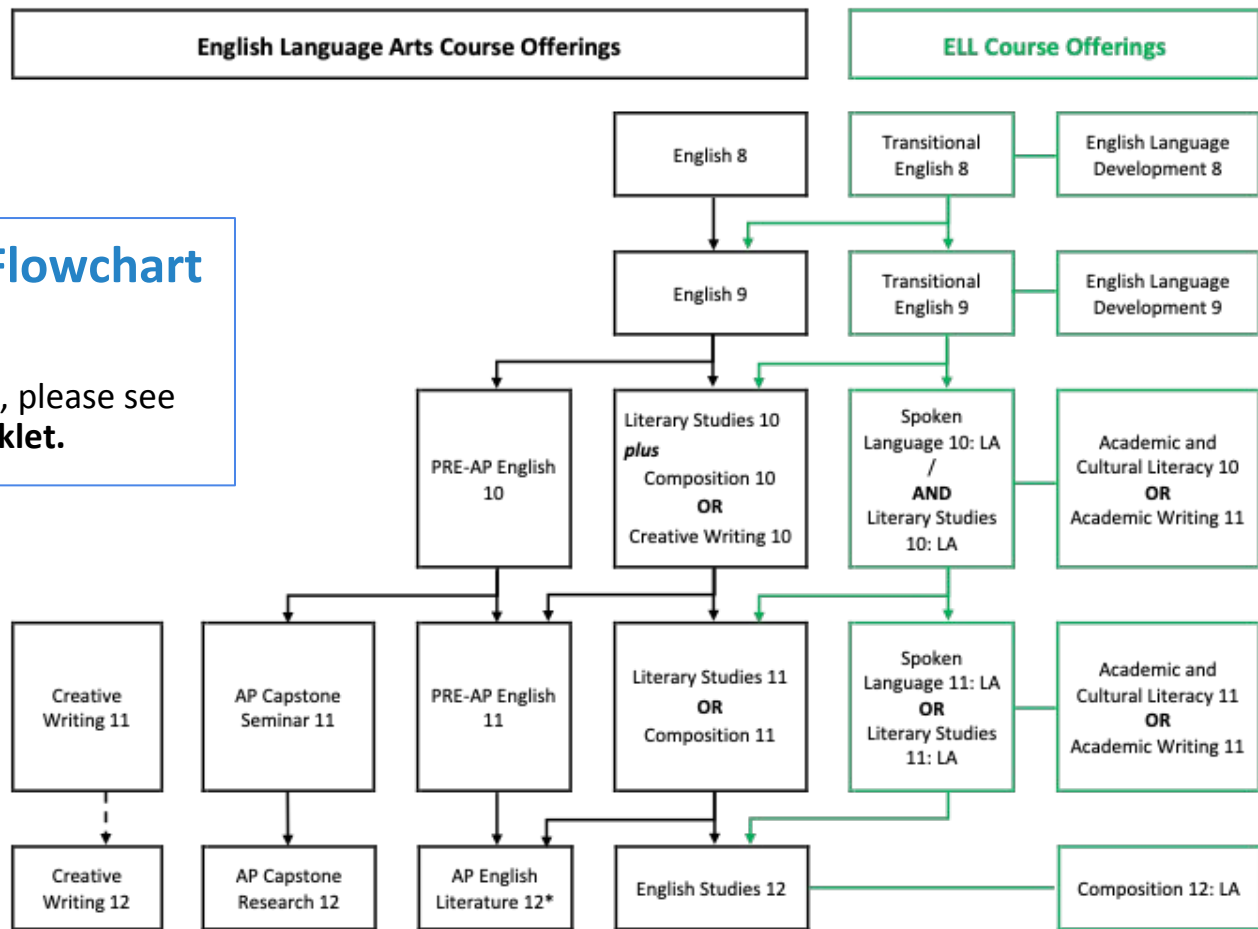 English Language Arts Course Offerings
ELL Course Offerings
English 8
Transitional
English 8
English Language
Development 8
Flowchart
, please see
klet.
English 9
Transitional
English 9
English Language
Development 9
PRE-AP English
10
Literary Studies 10
plus
Composition 10
OR
Creative Writing 10
Spoken
Language 10: LA
/
AND
Literary Studies
10: LA
Academic and
Cultural Literacy 10
OR
Academic Writing 11
Creative
Writing 11
AP Capstone
Seminar 11
PRE-AP English
11
Literary Studies 11
OR
Composition 11
Spoken
Language 11: LA
OR
Literary Studies
11: LA
Academic and
Cultural Literacy 11
OR
Academic Writing 11
Creative
Writing 12
AP Capstone
Research 12
AP English
Literature 12*
English Studies 12
Composition 12: LA